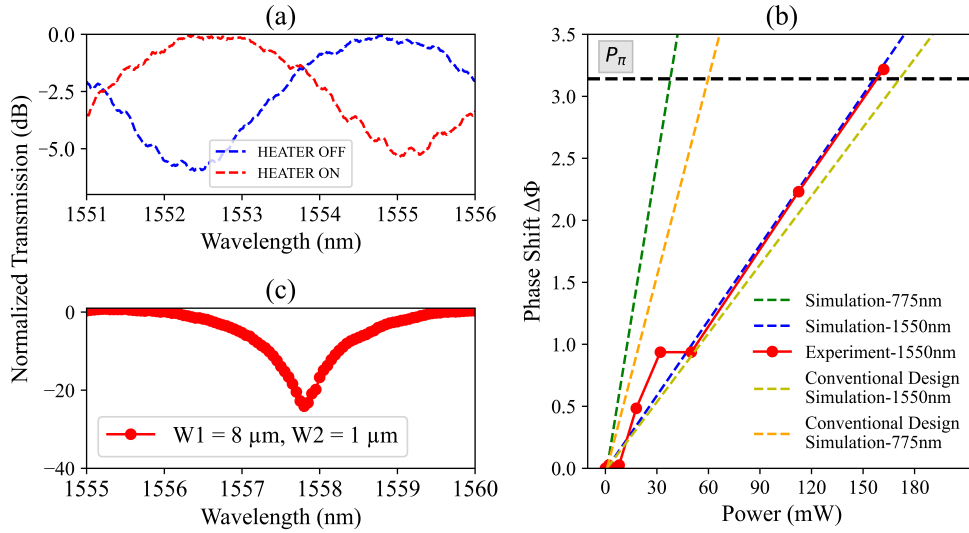 (a)
0.0
−2.5
−5.0
HEATER OFF
HEATER ON
1551 1552 1553 1554 1555 1556
Wavelength (nm)
Normalized Transmission (dB)
(c)
0
−20
−40
W1 = 8 μm, W2 = 1 μm
1555 1556 1557 1558 1559 1560
Wavelength (nm)
(b)
3.5
3.0
2.5
2.0
1.5
1.0
0.5
0.0
Phase Shift ΔΦ
Pπ
Simulation-775nm
Simulation-1550nm
Experiment-1550nm
Conventional Design
Simulation-1550nm
Conventional Design
Simulation-775nm
0 30 60 90 120 150 180
Power (mW)